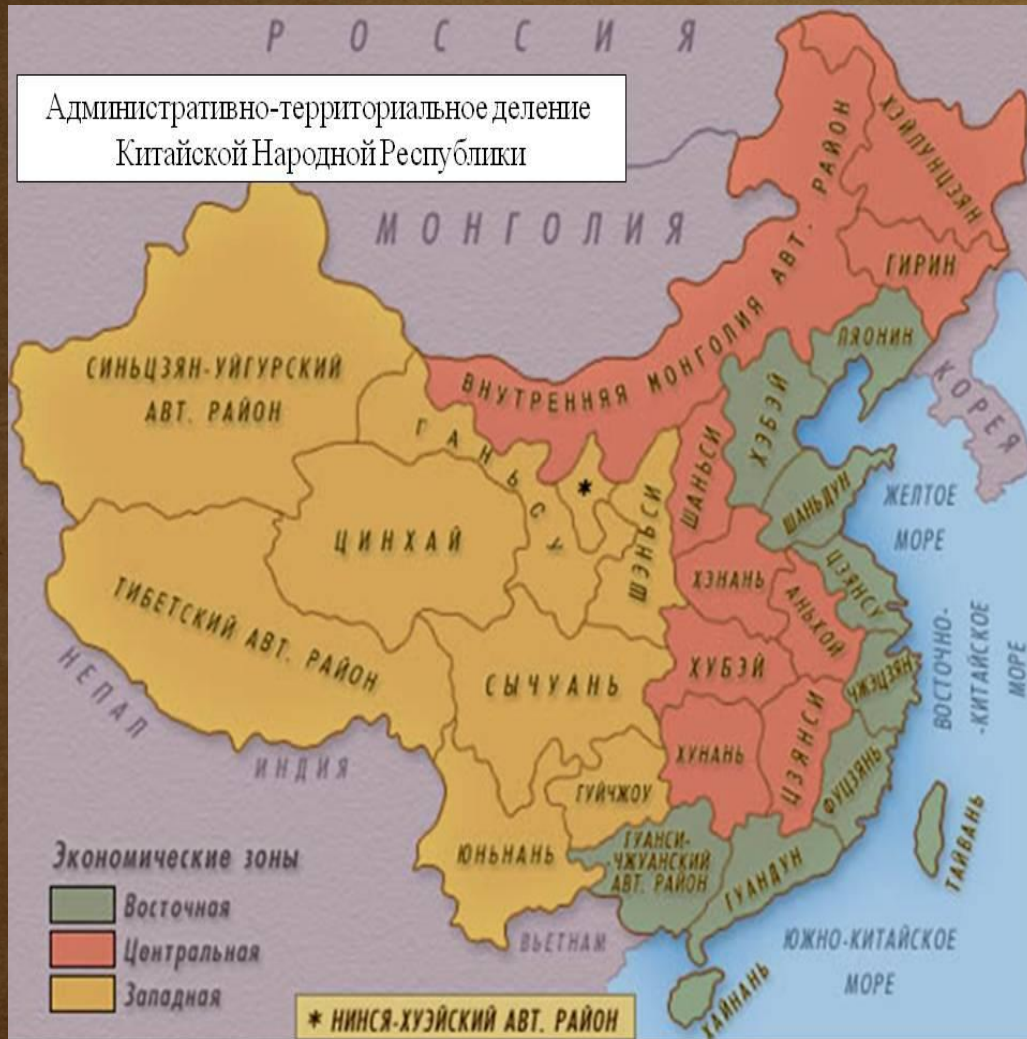 РОССИЯ
Административно-территориальное деление
Китайской Народной Республики
МОНГОЛИЯ
ХЭЙЛУНЦЗЯН
ГИРИН
ВНУТРЕННЯЯ МОНГОЛИЯ АВТ. РАЙОН
ЛЯОНИН
КОРЕЯ
СИНЬЦЗЯН-УЙГУРСКИЙ
АВТ. РАЙОН
ГАНЬСУ
ХЭБЭЙ
ШАНЬСИ
ШАНЬДУН
ЖЕЛТОЕ
МОРЕ
*
ШЭНЬСИ
ЦИНХАЙ
ТИБЕТСКИЙ АВТ. РАЙОН
ХЭНАНЬ
АНЬХОЙ
ЦЗЯНСУ
НЕПАЛ
ИНДИЯ
СЫЧУАНЬ
ХУБЭЙ
ЧЖЭЦЗЯН
ВОСТОЧНО-
-КИТАЙСКОЕ
МОРЕ
ХУНАНЬ
ЦЗЯНСИ
ФУЦЗЯНЬ
ГУЙЧЖОУ
ЮНЬНАНЬ
ГУАНСИ-
ЧЖУАНСКИЙ
АВТ. РАЙОН
ГУАНДУН
ТАЙВАНЬ
ВЬЕТНАМ
ЮЖНО-КИТАЙСКОЕ
МОРЕ
ХАЙНАНЬ
Экономические зоны
Восточная
Центральная
Западная
* НИНСЯ-ХУЭЙСКИЙ АВТ. РАЙОН